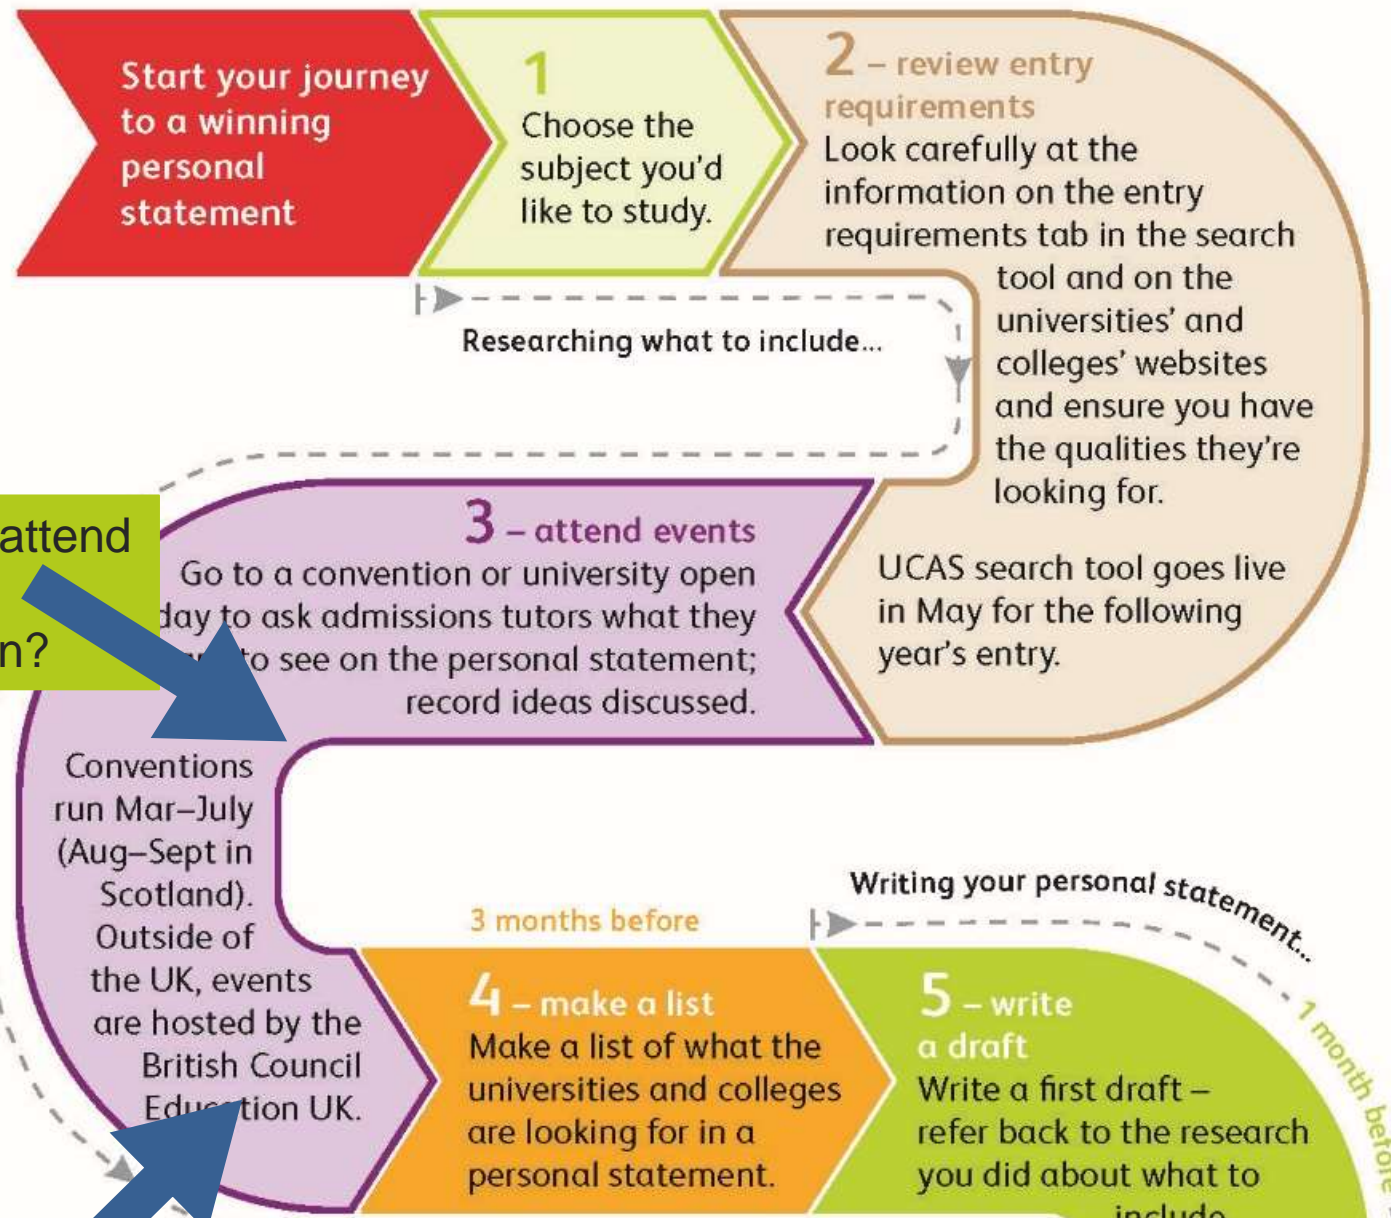 Start your journey
to a winning
personal
statement
1
Choose the
subject you'd
like to study.
2 – review entry
requirements
Look carefully at the
information on the entry
requirements tab in the search
tool and on the
universities' and
colleges' websites
and ensure you have
the qualities they're
looking for.
UCAS search tool goes live
in May for the following
year's entry.
Researching what to include...
attend
n?
3 – attend events
Go to a convention or university open
day to ask admissions tutors what they
to see on the personal statement;
record ideas discussed.
Conventions
run Mar–July
(Aug–Sept in
Scotland).
Outside of
the UK, events
are hosted by the
British Council
Education UK.
3 months before
4 – make a list
Make a list of what the
universities and colleges
are looking for in a
personal statement.
Writing your personal statement...
1 month before
5 – write
a draft
Write a first draft –
refer back to the research
you did about what to
include